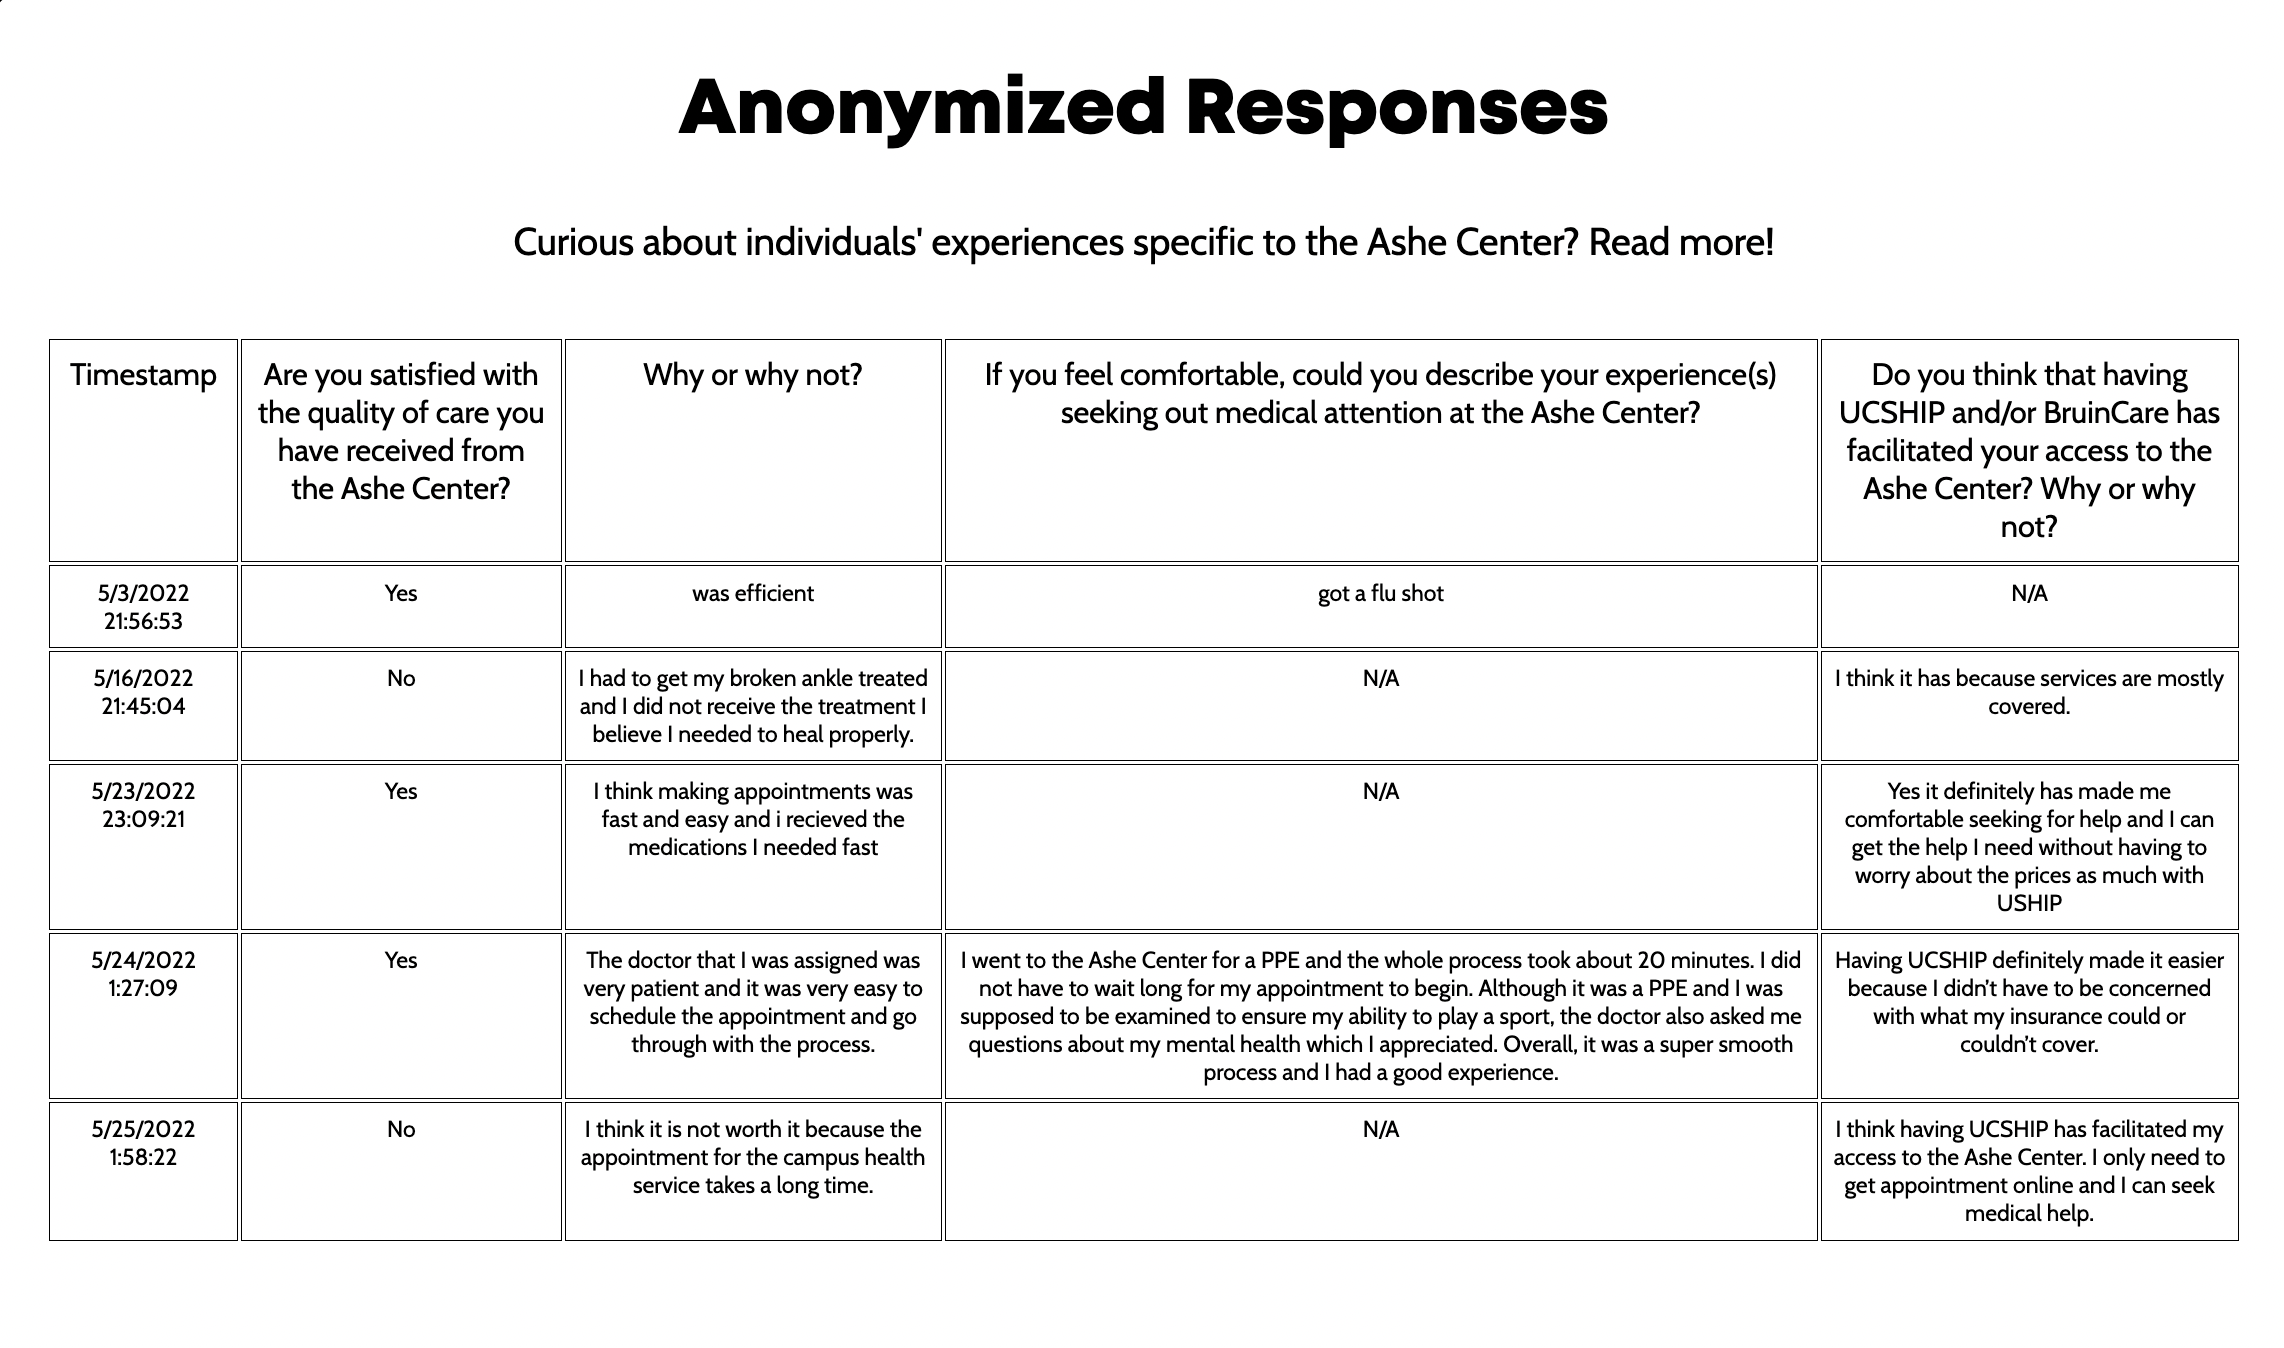 Anonymized Responses
Curious about individuals' experiences specific to the Ashe Center? Read more!
Timestamp
Are you satisfied with
the quality of care you
have received from
the Ashe Center?
Why or why not?
If you feel comfortable, could you describe your experience(s)
seeking out medical attention at the Ashe Center?
Do you think that having
UCSHIP and/or BruinCare has
facilitated your access to the
Ashe Center? Why or why
not?
5/3/2022
21:56:53
Yes
was efficient
got a flu shot
N/A
5/16/2022
21:45:04
No
I had to get my broken ankle treated
and I did not receive the treatment I
believe I needed to heal properly.
N/A
I think it has because services are mostly
covered.
5/23/2022
23:09:21
Yes
I think making appointments was
fast and easy and i recieved the
medications I needed fast
N/A
Yes it definitely has made me
comfortable seeking for help and I can
get the help I need without having to
worry about the prices as much with
USHIP
5/24/2022
1:27:09
Yes
The doctor that I was assigned was
very patient and it was very easy to
schedule the appointment and go
through with the process.
I went to the Ashe Center for a PPE and the whole process took about 20 minutes. I did
not have to wait long for my appointment to begin. Although it was a PPE and I was
supposed to be examined to ensure my ability to play a sport, the doctor also asked me
questions about my mental health which I appreciated. Overall, it was a super smooth
process and I had a good experience.
Having UCSHIP definitely made it easier
because I didn't have to be concerned
with what my insurance could or
couldn't cover.
5/25/2022
1:58:22
No
I think it is not worth it because the
appointment for the campus health
service takes a long time.
N/A
I think having UCSHIP has facilitated my
access to the Ashe Center. I only need to
get appointment online and I can seek
medical help.